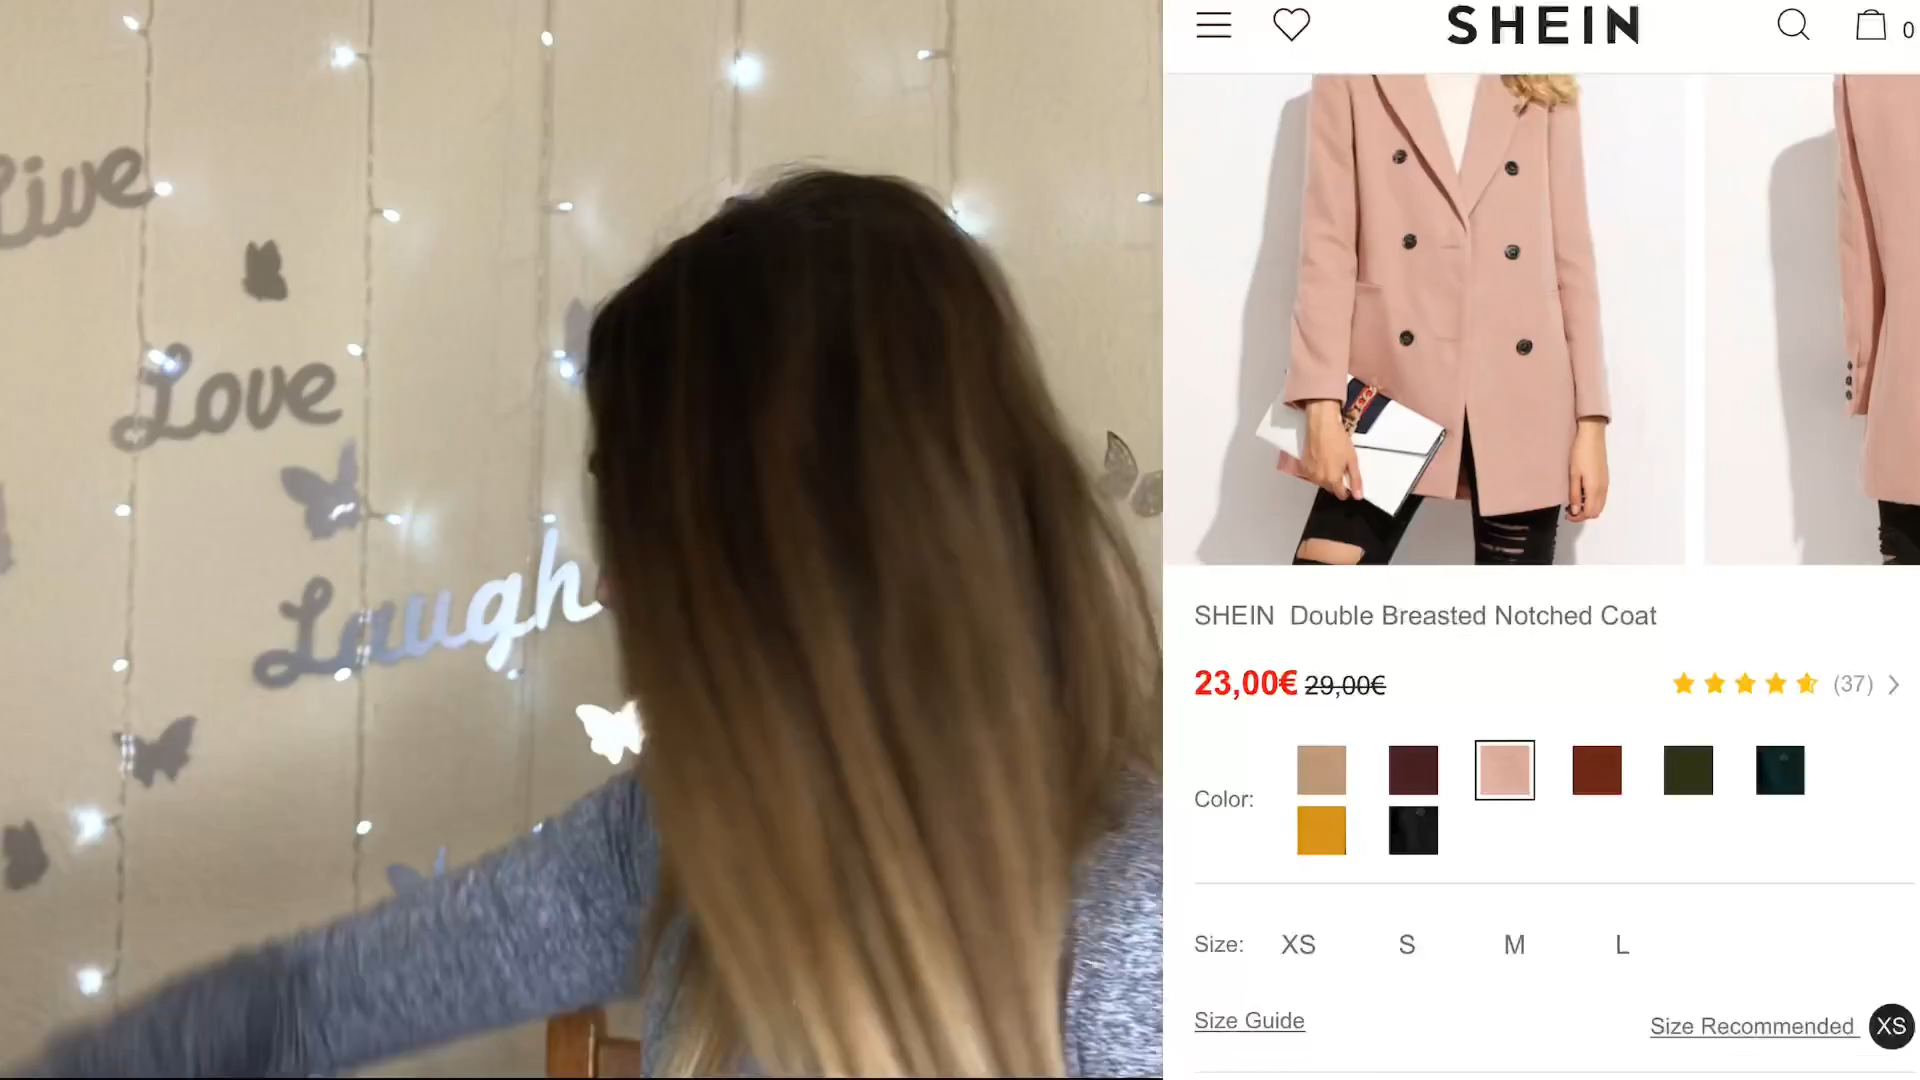 Live
Love
Laugh
SHEIN
0
SHEIN Double Breasted Notched Coat
23,00€ 29,00€
(37)
Color:
Size: XS S M L
Size Guide
Size Recommended XS